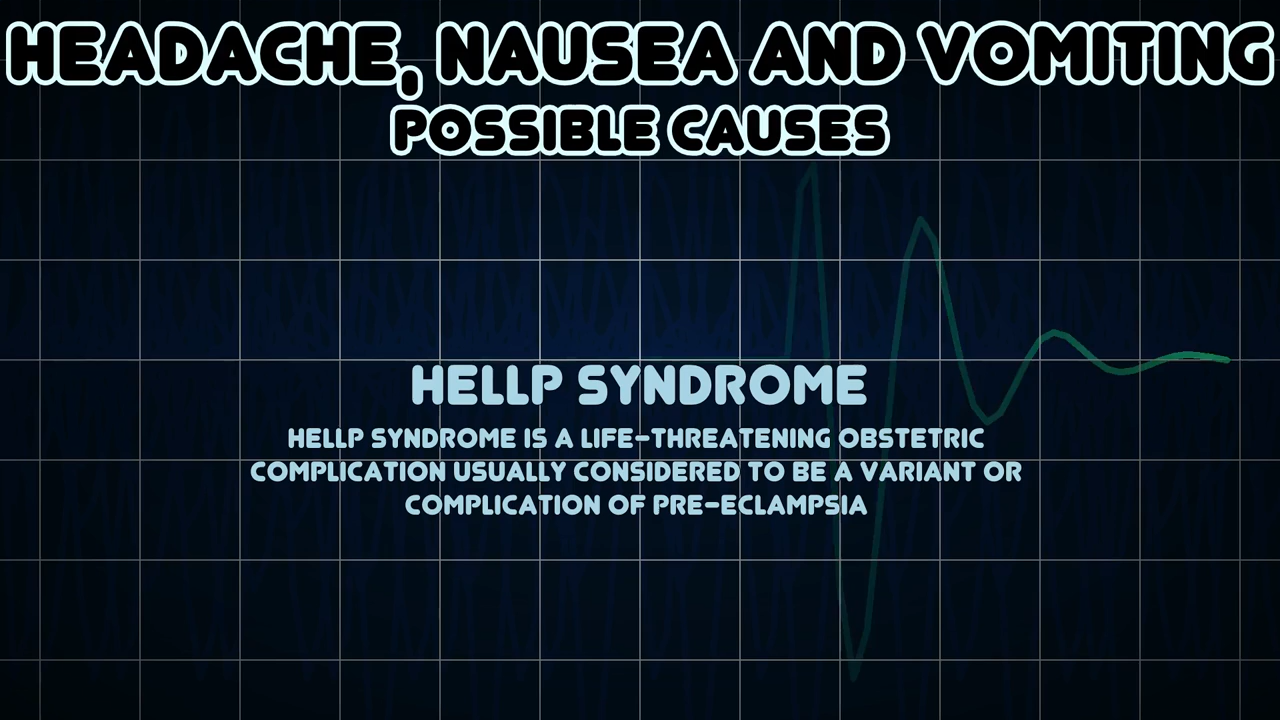 HEADACHE, NAUSEA AND VOMITING
POSSIBLE CAUSES
HELLP SYNDROME
HELLP SYNDROME IS A LIFE-THREATENING OBSTETRIC
COMPLICATION USUALLY CONSIDERED TO BE A VARIANT OR
COMPLICATION OF PRE-ECLAMPSIA